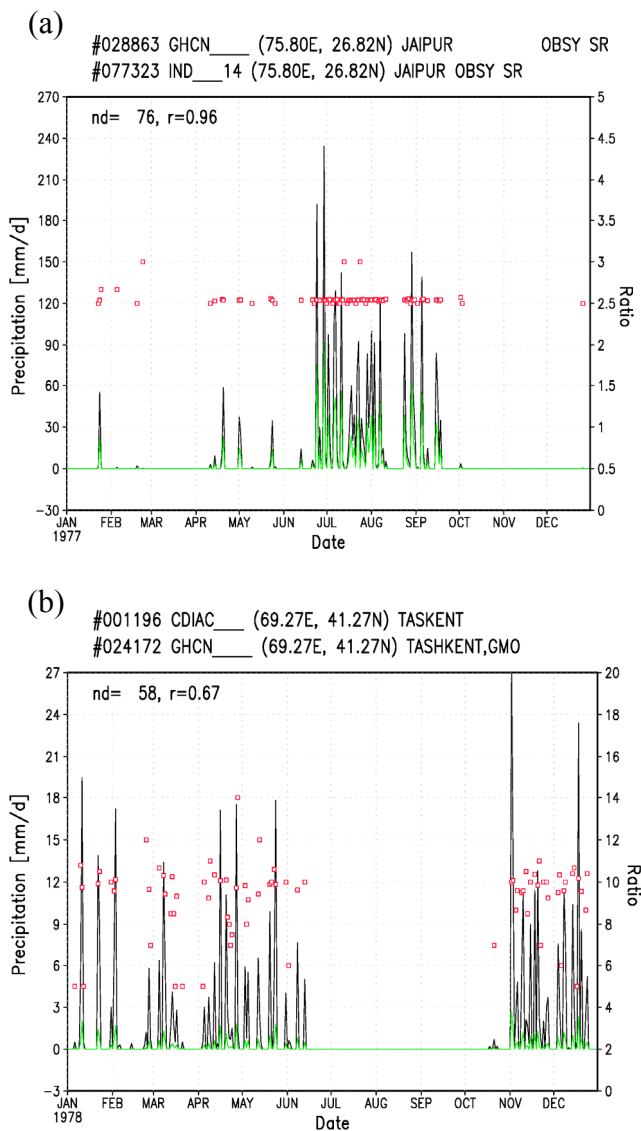 (a)
#028863 GHCN____ (75.80E, 26.82N) JAIPUR OBSY SR
#077323 IND___14 (75.80E, 26.82N) JAIPUR OBSY SR
nd= 76, r=0.96
Precipitation [mm/d]
270
240
210
180
150
120
90
60
30
0
−30
5
4.5
4
3.5
3
2.5
2
1.5
1
0.5
0
Ratio
JAN FEB MAR APR MAY JUN JUL AUG SEP OCT NOV DEC
1977
Date
(b)
#001196 CDIAC___ (69.27E, 41.27N) TASKENT
#024172 GHCN____ (69.27E, 41.27N) TASHKENT,GMO
nd= 58, r=0.67
Precipitation [mm/d]
27
24
21
18
15
12
9
6
3
0
−3
20
18
16
14
12
10
8
6
4
2
0
Ratio
JAN FEB MAR APR MAY JUN JUL AUG SEP OCT NOV DEC
1978
Date